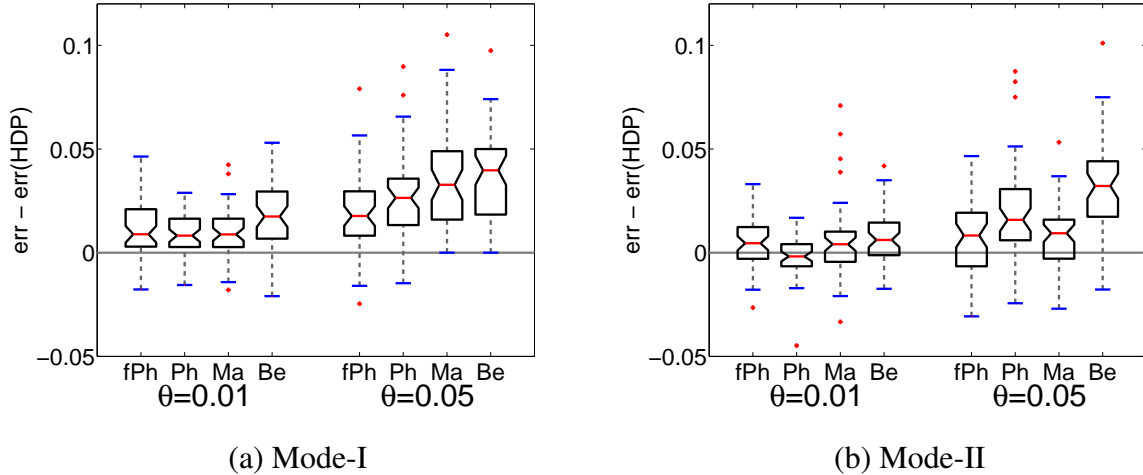 0.1
0.05
0
−0.05
err − err(HDP)
fPh Ph Ma Be fPh Ph Ma Be
θ=0.01 θ=0.05
(a) Mode-I
0.1
0.05
0
−0.05
err − err(HDP)
fPh Ph Ma Be fPh Ph Ma Be
θ=0.01 θ=0.05
(b) Mode-II